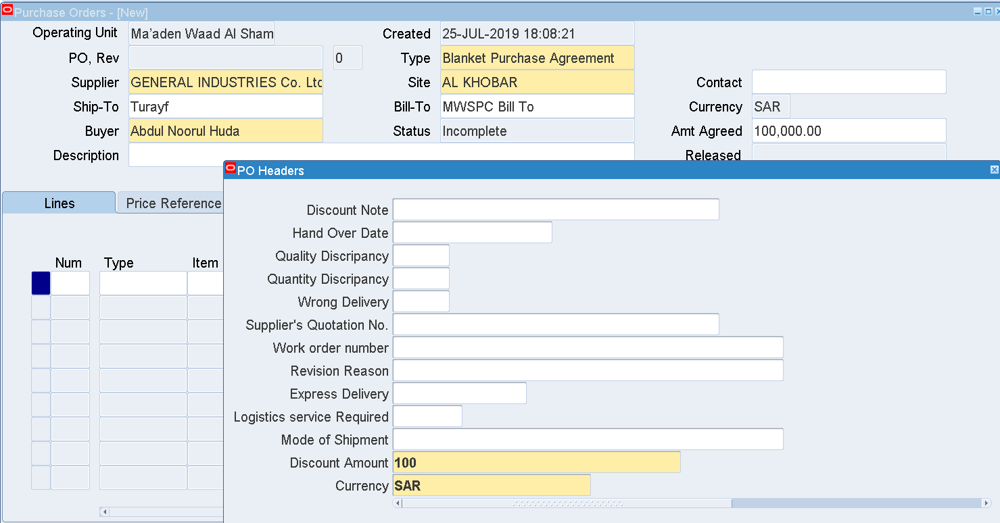 Purchase Orders - [New]
Operating Unit Ma'aden Waad Al Sham Created 25-JUL-2019 18:08:21
PO, Rev 0 Type Blanket Purchase Agreement
Supplier GENERAL INDUSTRIES Co. Ltd Site AL KHOBAR Contact
Ship-To Turayf Bill-To MWSPC Bill To Currency SAR
Buyer Abdul Noorul Huda Status Incomplete Amt Agreed 100,000.00
Description Released
PO Headers
Lines Price Reference
Num Type Item
Discount Note
Hand Over Date
Quality Discripancy
Quantity Discripancy
Wrong Delivery
Supplier's Quotation No.
Work order number
Revision Reason
Express Delivery
Logistics service Required
Mode of Shipment
Discount Amount 100
Currency SAR